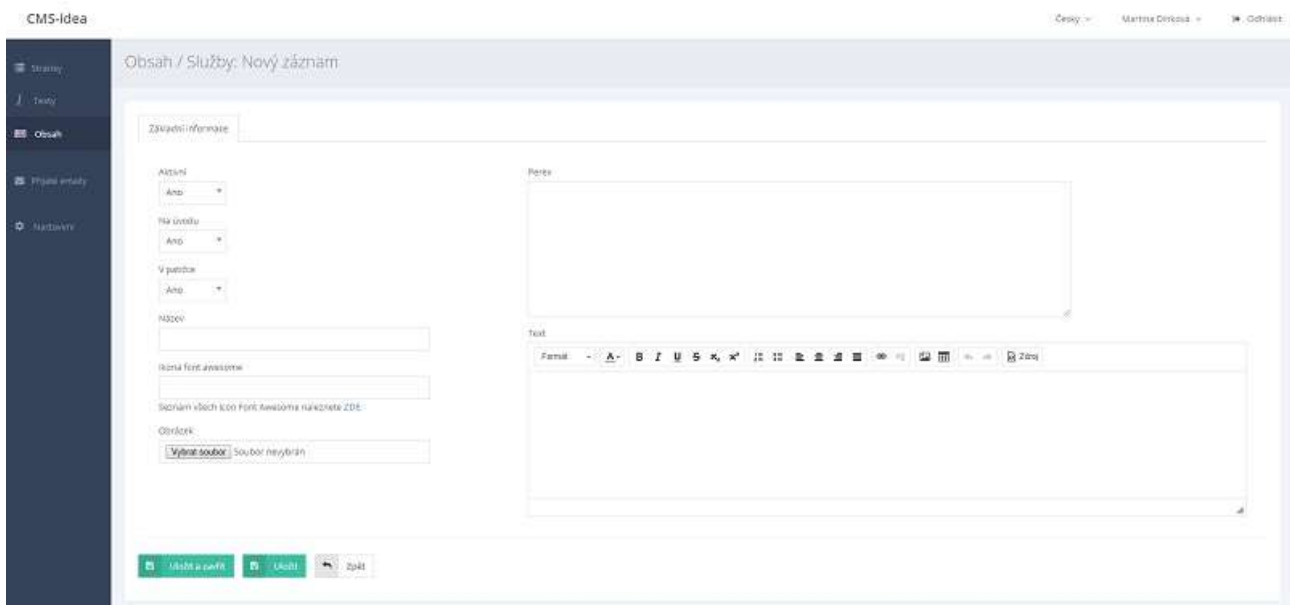 CMS-idea
Česky
Martina
Odhlásit
Stránky
Texty
Obsah
Přijaté emaily
Nastavení
Obsah / Služby: Nový záznam
Základní informace
Aktivní
Ano
Na úvodu
Ano
V patičce
Ano
Název
Ikona font awesome
Seznam všech icon Font Awesome naleznete ZDE
Obrázek
Vybrat soubor Soubor nevybrán
Perex
Text
Formát A B I U S x₂ x² Zdroj
Uložit a zavřít Uložit Zpět